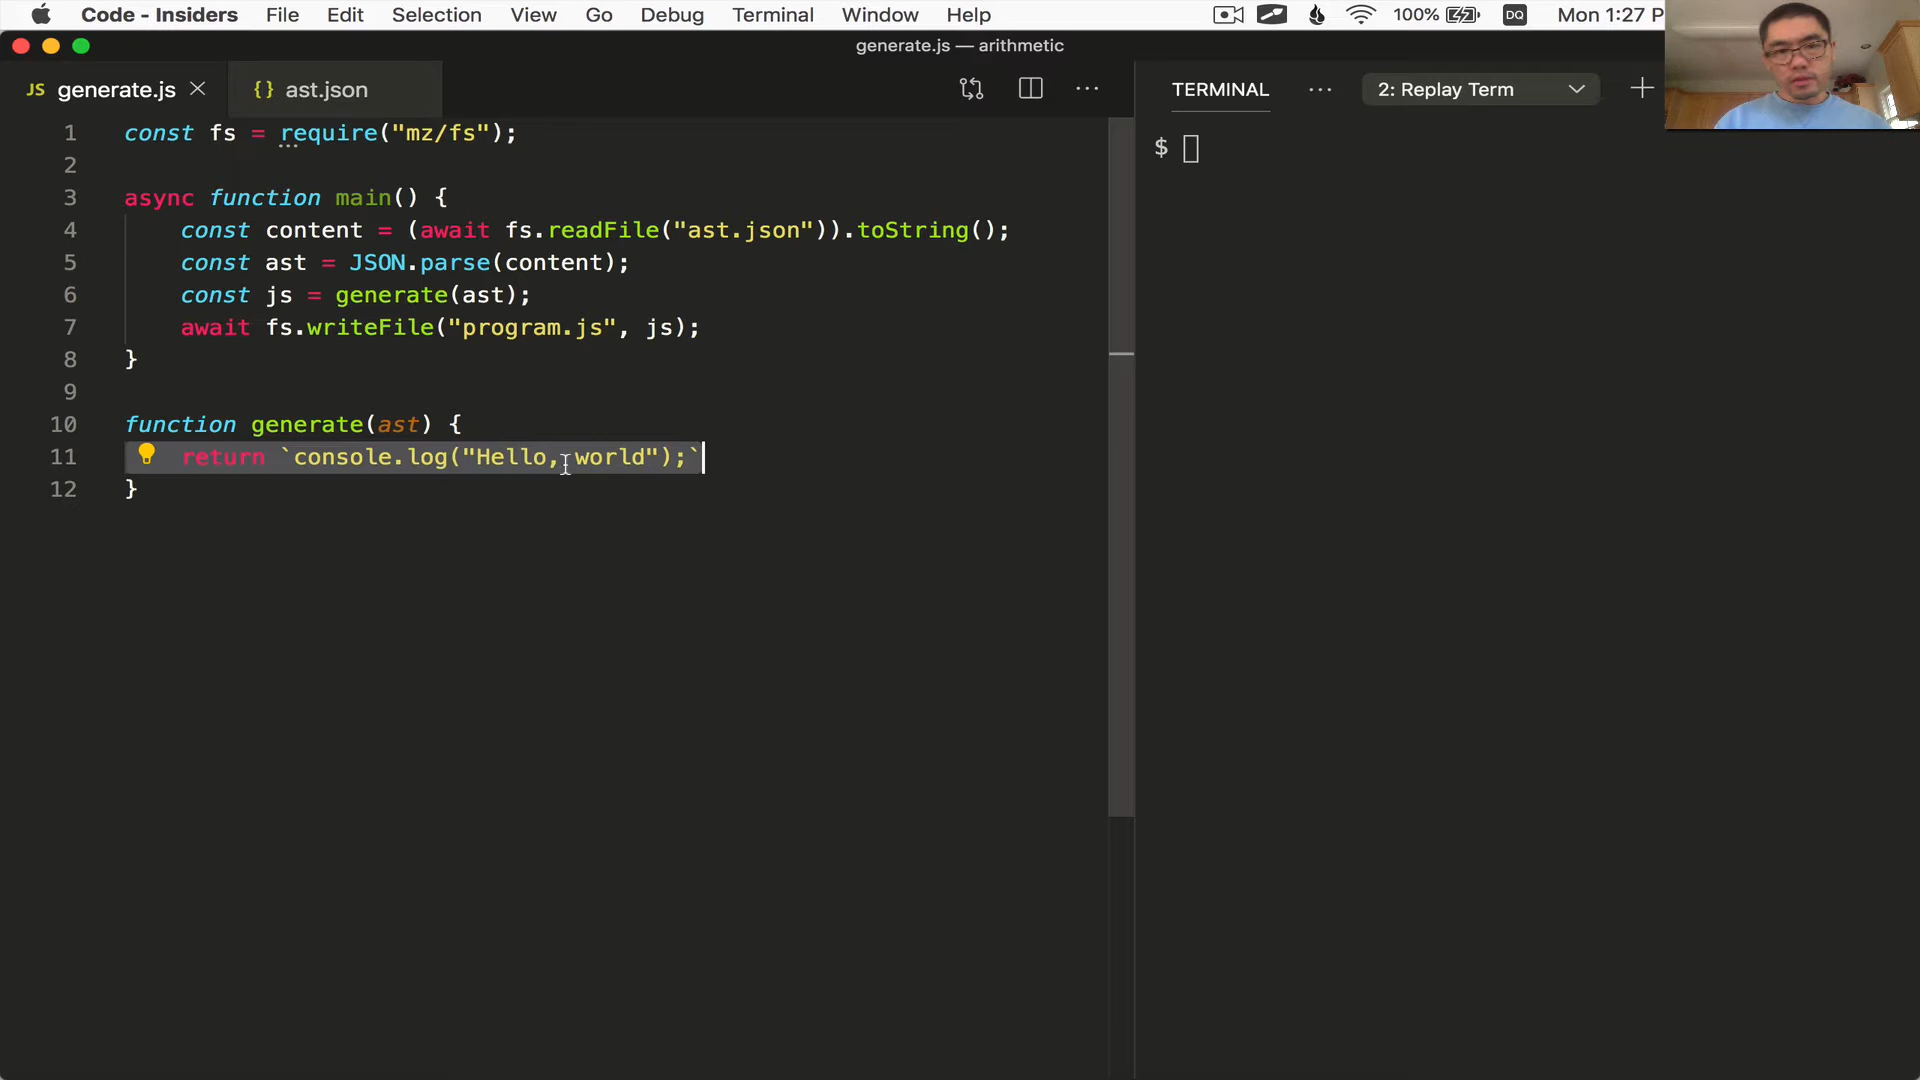 Code - Insiders File Edit Selection View Go Debug Terminal Window Help 100% DQ Mon 1:27 P
generate.js — arithmetic
JS generate.js {} ast.json
TERMINAL 2: Replay Term
1 const fs = require("mz/fs");
2
3 async function main() {
4 const content = (await fs.readFile("ast.json")).toString();
5 const ast = JSON.parse(content);
6 const js = generate(ast);
7 await fs.writeFile("program.js", js);
8 }
9
10 function generate(ast) {
11 return `console.log("Hello, world");`
12 }
$